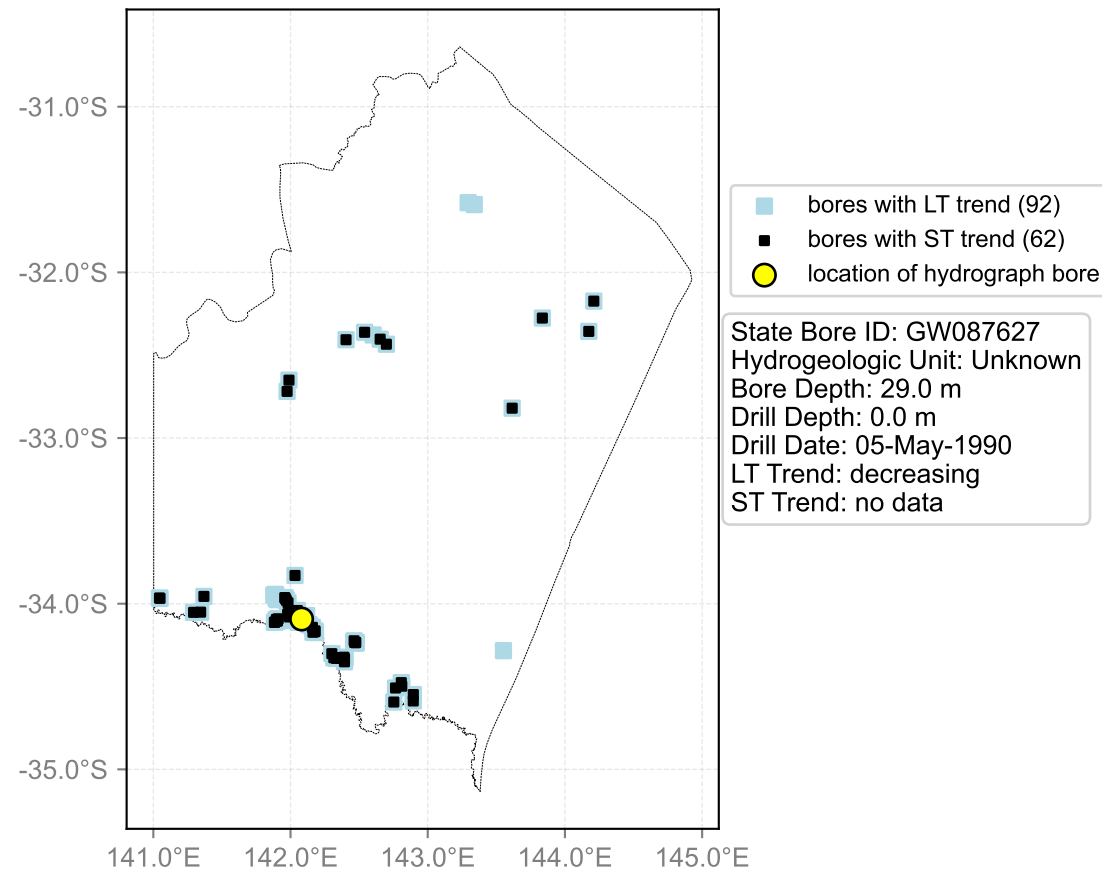 -31.0°S
-32.0°S
-33.0°S
-34.0°S
-35.0°S
141.0°E 142.0°E 143.0°E 144.0°E 145.0°E
bores with LT trend (92)
bores with ST trend (62)
location of hydrograph bore
State Bore ID: GW087627
Hydrogeologic Unit: Unknown
Bore Depth: 29.0 m
Drill Depth: 0.0 m
Drill Date: 05-May-1990
LT Trend: decreasing
ST Trend: no data